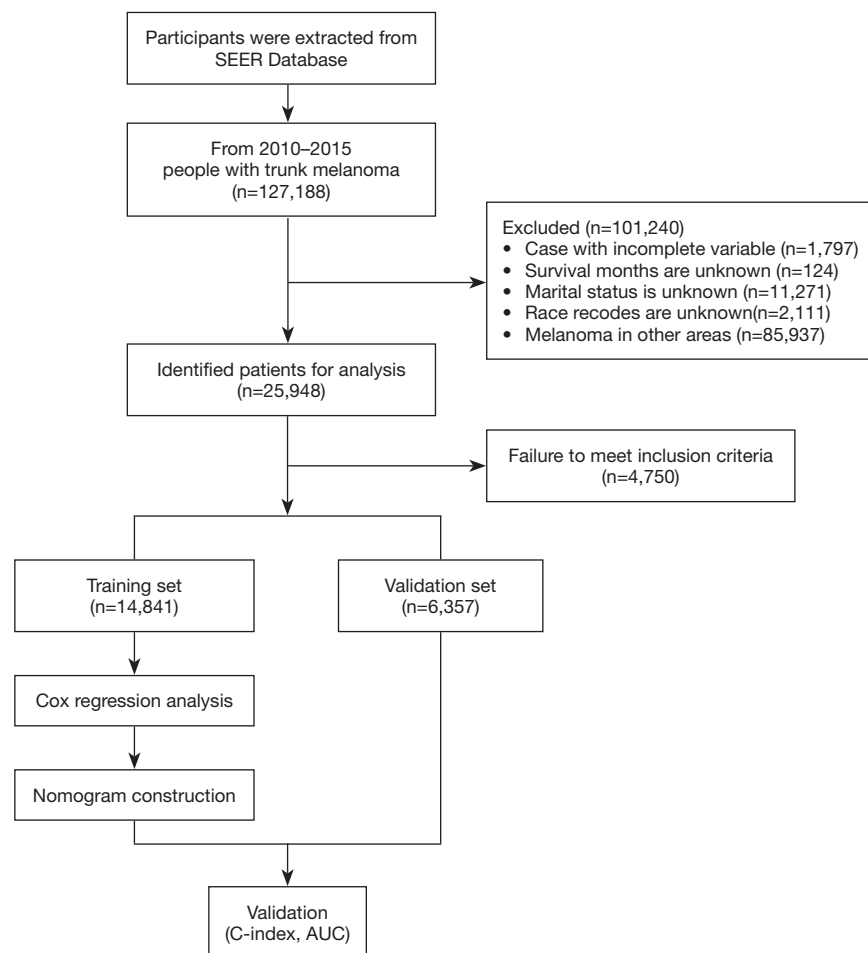 Participants were extracted from
SEER Database
From 2010–2015
people with trunk melanoma
(n=127,188)
Excluded (n=101,240)
• Case with incomplete variable (n=1,797)
• Survival months are unknown (n=124)
• Marital status is unknown (n=11,271)
• Race recodes are unknown(n=2,111)
• Melanoma in other areas (n=85,937)
Identified patients for analysis
(n=25,948)
Failure to meet inclusion criteria
(n=4,750)
Training set
(n=14,841)
Validation set
(n=6,357)
Cox regression analysis
Nomogram construction
Validation
(C-index, AUC)